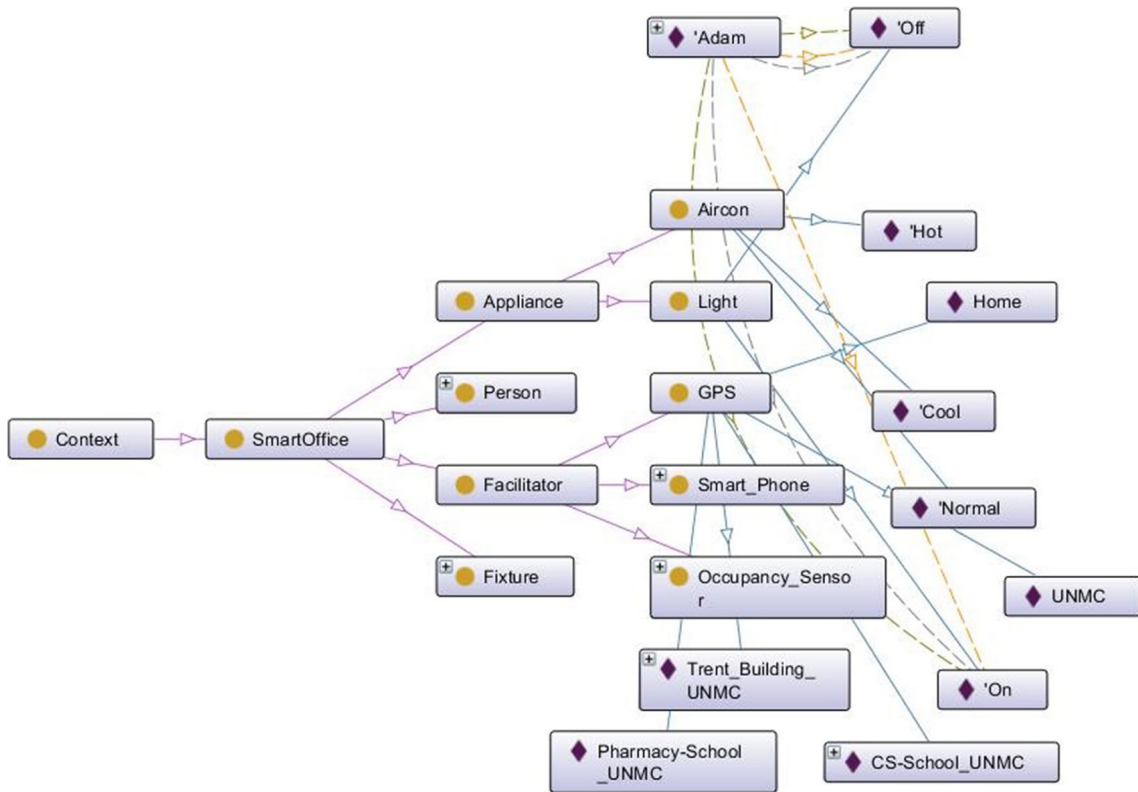 'Adam
'Off
Aircon
'Hot
Appliance
Light
Home
Person
GPS
'Cool
Context
SmartOffice
Facilitator
Smart_Phone
'Normal
Fixture
Occupancy_Senso
r
UNMC
Trent_Building_
UNMC
'On
Pharmacy-School
_UNMC
CS-School_UNMC